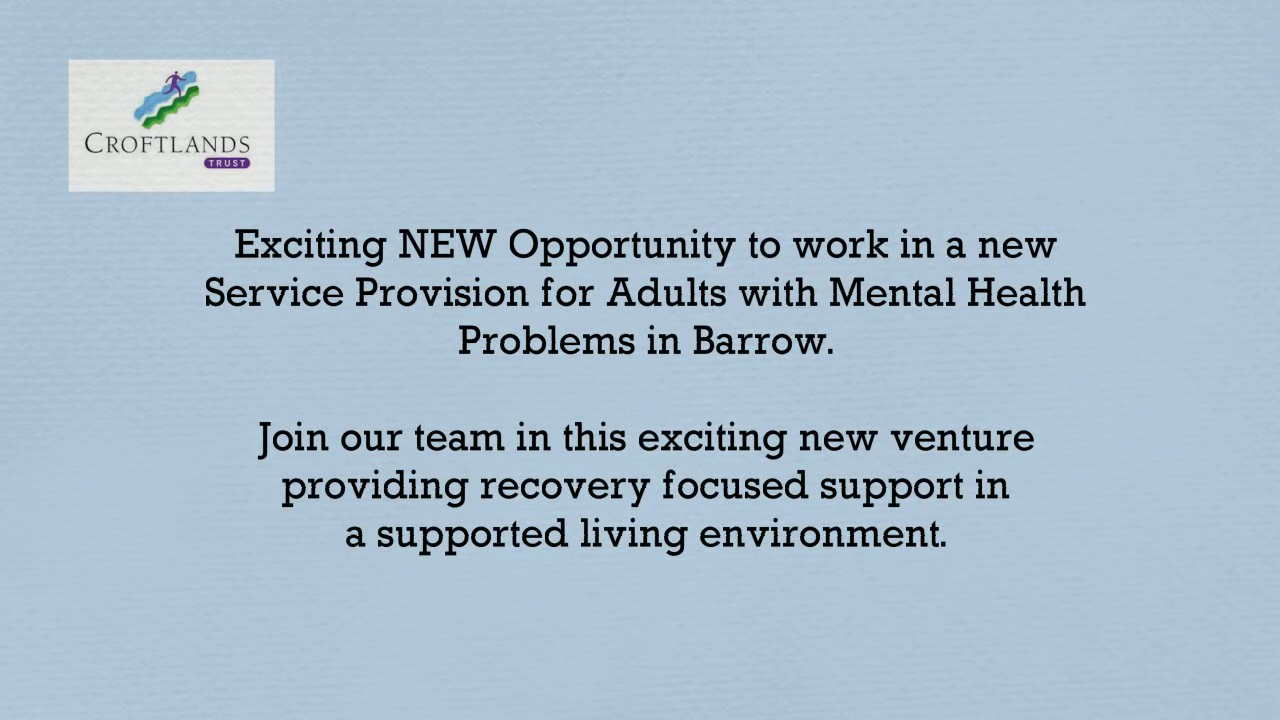 CROFTLANDS
TRUST
Exciting NEW Opportunity to work in a new
Service Provision for Adults with Mental Health
Problems in Barrow.
Join our team in this exciting new venture
providing recovery focused support in
a supported living environment.